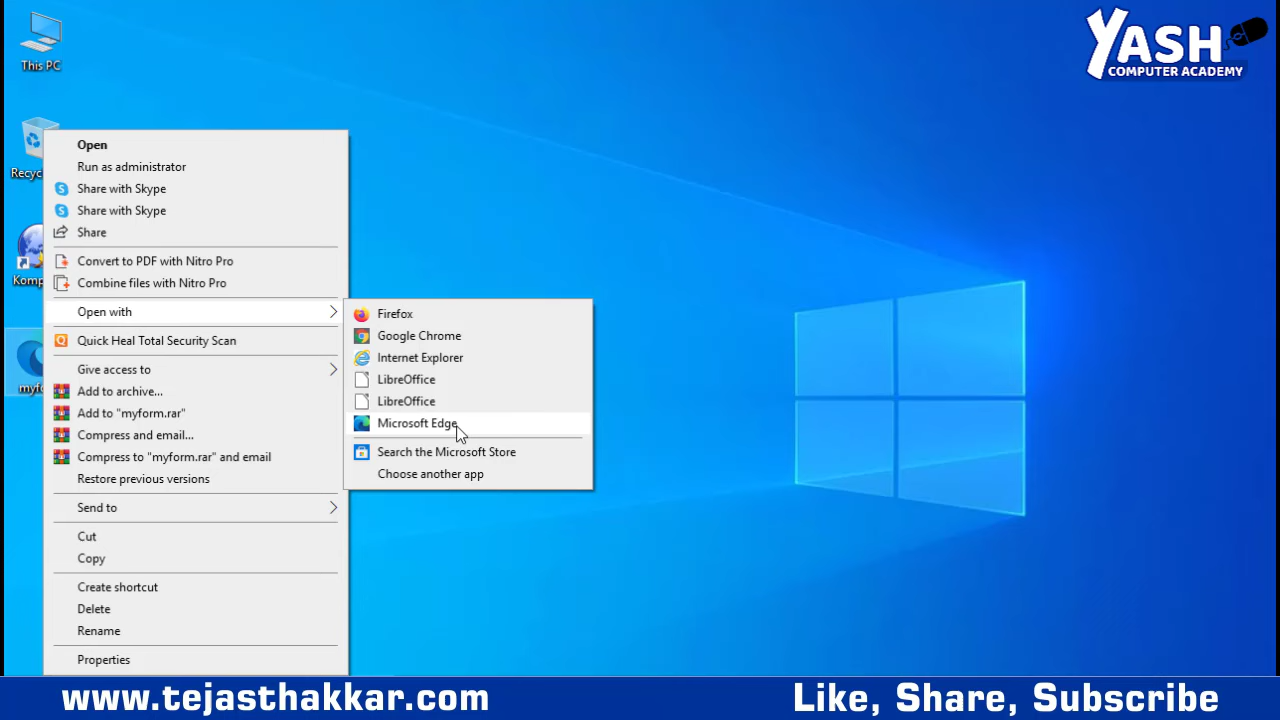 This PC
YASH
COMPUTER ACADEMY
Recyc
Komp
myfo
Open
Run as administrator
Share with Skype
Share with Skype
Share
Convert to PDF with Nitro Pro
Combine files with Nitro Pro
Open with
Quick Heal Total Security Scan
Give access to
Add to archive...
Add to "myform.rar"
Compress and email...
Compress to "myform.rar" and email
Restore previous versions
Send to
Cut
Copy
Create shortcut
Delete
Rename
Properties
Firefox
Google Chrome
Internet Explorer
LibreOffice
LibreOffice
Microsoft Edge
Search the Microsoft Store
Choose another app
www.tejasthakkar.com
Like, Share, Subscribe